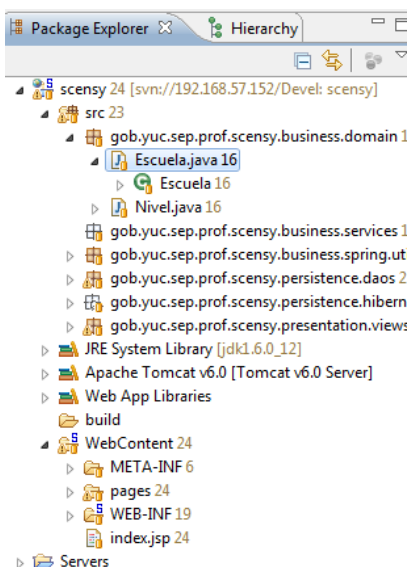 Package Explorer Hierarchy
scensy 24 [svn://192.168.57.152/Devel: scensy]
src 23
gob.yuc.sep.prof.scensy.business.domain 1
Escuela.java 16
Escuela 16
Nivel.java 16
gob.yuc.sep.prof.scensy.business.services 1
gob.yuc.sep.prof.scensy.business.spring.ut
gob.yuc.sep.prof.scensy.persistence.daos 2
gob.yuc.sep.prof.scensy.persistence.hibern
gob.yuc.sep.prof.scensy.presentation.views
JRE System Library [jdk1.6.0_12]
Apache Tomcat v6.0 [Tomcat v6.0 Server]
Web App Libraries
build
WebContent 24
META-INF 6
pages 24
WEB-INF 19
index.jsp 24
Servers